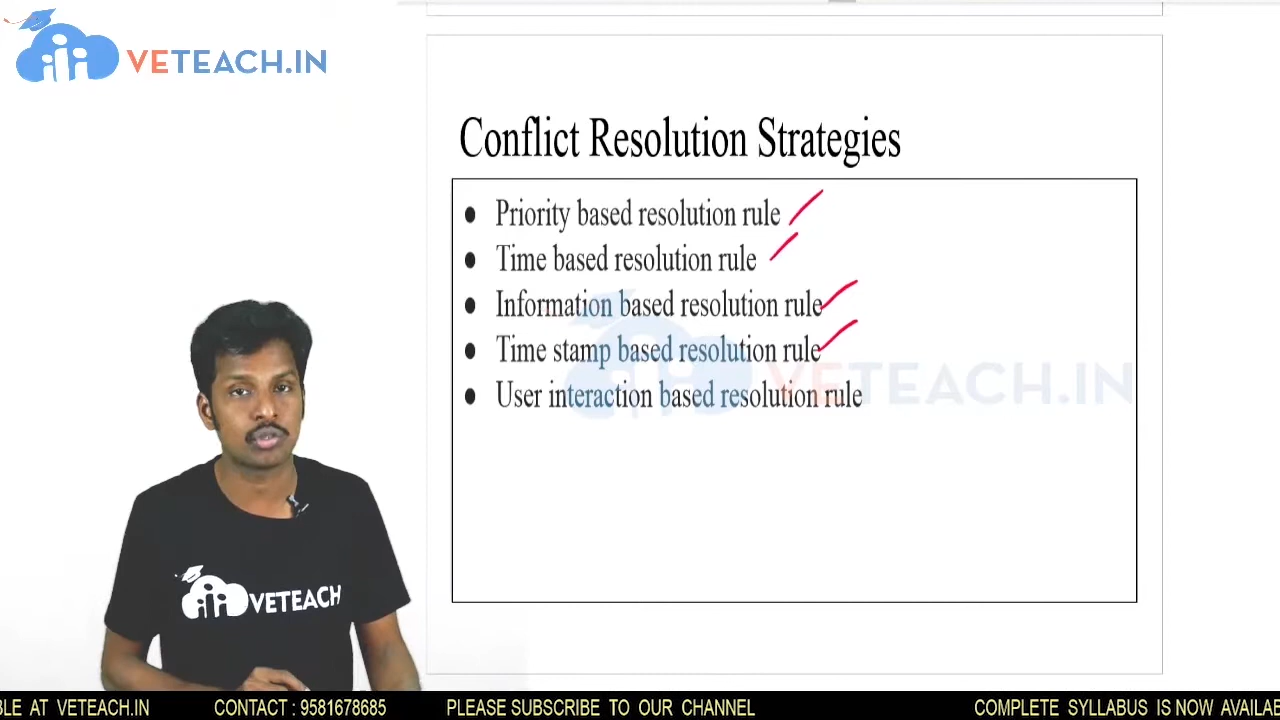 VETEACH.IN
Conflict Resolution Strategies
● Priority based resolution rule
● Time based resolution rule
● Information based resolution rule
● Time stamp based resolution rule
● User interaction based resolution rule
VETEACH.IN
VETEACH
BLE AT VETEACH.IN CONTACT : 9581678685 PLEASE SUBSCRIBE TO OUR CHANNEL COMPLETE SYLLABUS IS NOW AVAILAB